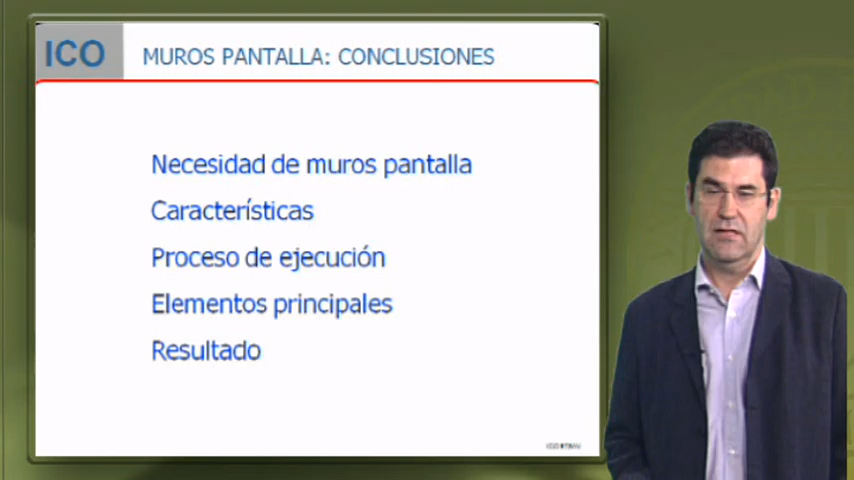 ICO
MUROS PANTALLA: CONCLUSIONES
Necesidad de muros pantalla
Características
Proceso de ejecución
Elementos principales
Resultado